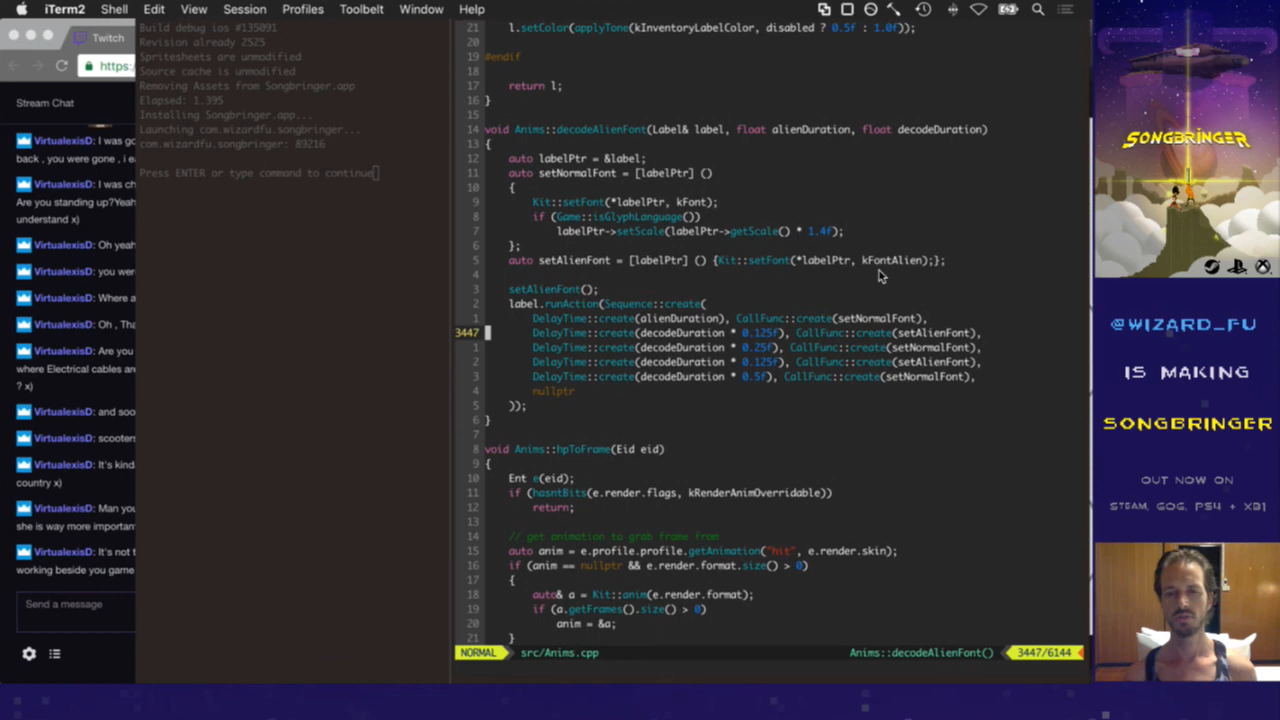 iTerm2 Shell Edit View Session Profiles Toolbelt Window Help
Twitch
https:
Stream Chat
VirtualexisD: I was go
back , you were gone , i e
VirtualexisD: I was ch
Are you standing up?Yeah
understand x)
VirtualexisD: Oh yeah
VirtualexisD: you were
VirtualexisD: Where a
VirtualexisD: Oh , Tha
VirtualexisD: Are you
where Electrical cables are
? x)
VirtualexisD: and soo
VirtualexisD: scooters
VirtualexisD: It's kind
country x)
VirtualexisD: Man you
she is way more important
VirtualexisD: It's not t
working beside you game
Send a message
Build debug ios #135091
Revision already 2525
Spritesheets are unmodified
Source cache is unmodified
Removing Assets from Songbringer.app
Elapsed: 1.395
Installing Songbringer.app...
Launching com.wizardfu.songbringer...
com.wizardfu.songbringer: 89216
Press ENTER or type command to continue
21 l.setColor(applyTone(kInventoryLabelColor, disabled ? 0.5f : 1.0f));
20
19 #endif
18
17 return l;
16 }
15
14 void Anims::decodeAlienFont(Label& label, float alienDuration, float decodeDuration)
13 {
12 auto labelPtr = &label;
11 auto setNormalFont = [labelPtr] ()
10 {
9 Kit::setFont(*labelPtr, kFont);
8 if (Game::isGlyphLanguage())
7 labelPtr->setScale(labelPtr->getScale() * 1.4f);
6 };
5 auto setAlienFont = [labelPtr] () {Kit::setFont(*labelPtr, kFontAlien);};
4
3 setAlienFont();
2 label.runAction(Sequence::create(
1 DelayTime::create(alienDuration), CallFunc::create(setNormalFont),
3447 DelayTime::create(decodeDuration * 0.125f), CallFunc::create(setAlienFont),
1 DelayTime::create(decodeDuration * 0.25f), CallFunc::create(setNormalFont),
2 DelayTime::create(decodeDuration * 0.125f), CallFunc::create(setAlienFont),
3 DelayTime::create(decodeDuration * 0.5f), CallFunc::create(setNormalFont),
4 nullptr
5 ));
6 }
7
8 void Anims::hpToFrame(Eid eid)
9 {
10 Ent e(eid);
11 if (hasntBits(e.render.flags, kRenderAnimOverridable))
12 return;
13
14 // get animation to grab frame from
15 auto anim = e.profile.profile.getAnimation("hit", e.render.skin);
16 if (anim == nullptr && e.render.format.size() > 0)
17 {
18 auto& a = Kit::anim(e.render.format);
19 if (a.getFrames().size() > 0)
20 anim = &a;
21 }
NORMAL src/Anims.cpp Anims::decodeAlienFont() 3447/6144
SONGBRINGER
@WIZARD_FU
IS MAKING
SONGBRINGER
OUT NOW ON
STEAM, GOG, PS4 + XB1